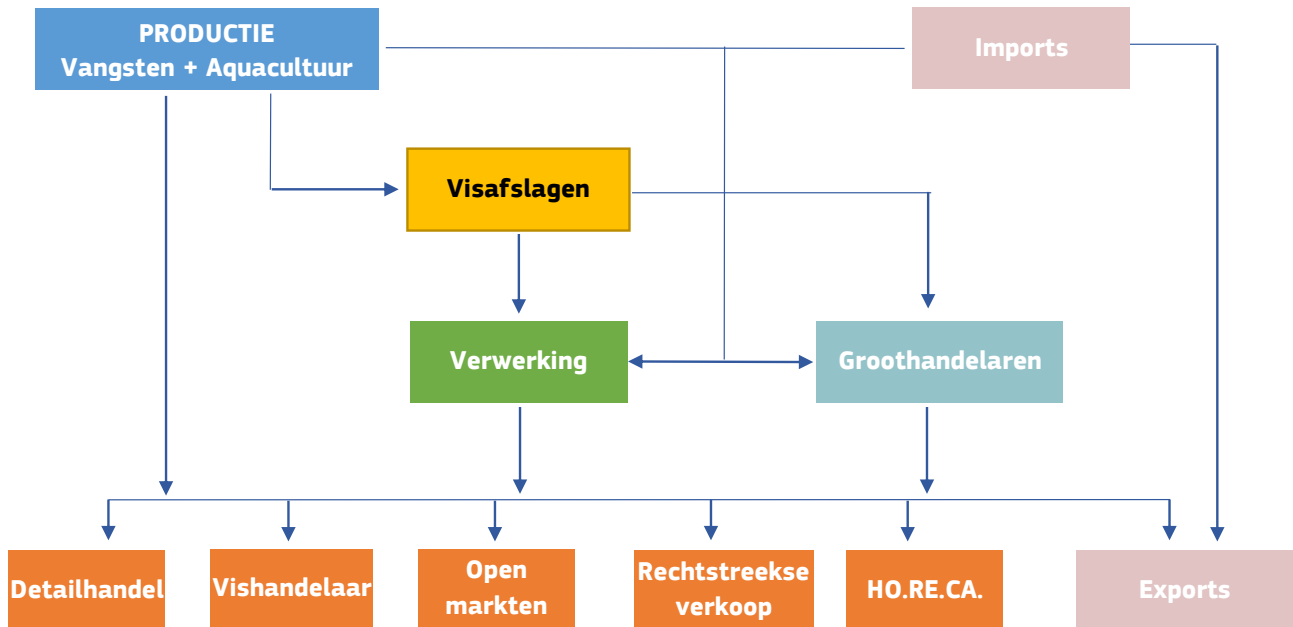 PRODUCTIE
Vangsten + Aquacultuur
Imports
Visafslagen
Verwerking
Groothandelaren
Detailhandel
Vishandelaar
Open
markten
Rechtstreekse
verkoop
HO.RE.CA.
Exports